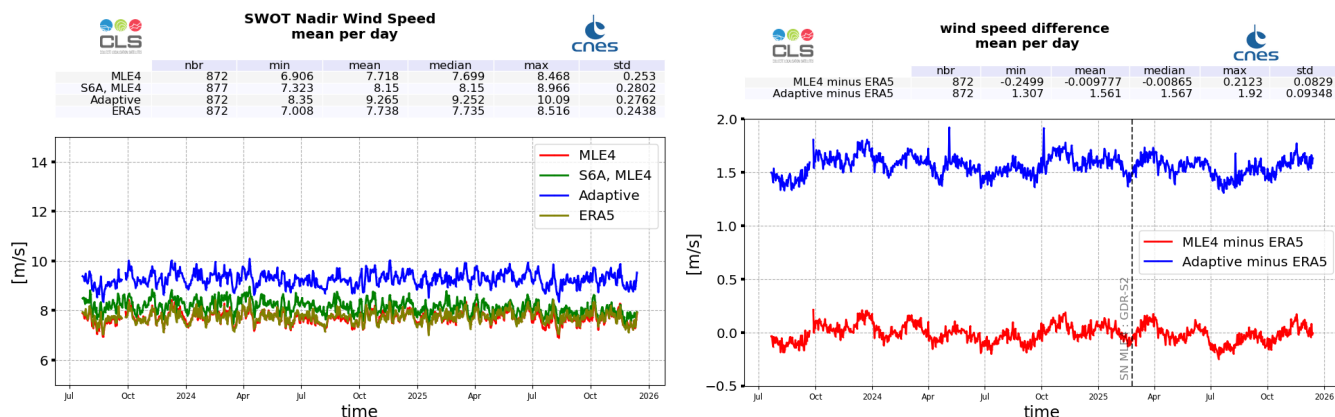 SWOT Nadir Wind Speed
mean per day
CLS
cnes
nbr min mean median max std
MLE4 872 6.906 7.718 7.699 8.468 0.253
S6A, MLE4 877 7.323 8.15 8.15 8.966 0.2802
Adaptive 872 8.35 9.265 9.252 10.09 0.2762
ERA5 872 7.008 7.738 7.735 8.516 0.2438
14
12
10
8
6
[m/s]
MLE4
S6A, MLE4
Adaptive
ERA5
Jul Oct 2024 Apr Jul Oct 2025 Apr Jul Oct 2026
time
wind speed difference
mean per day
CLS
cnes
nbr min mean median max std
MLE4 minus ERA5 872 -0.2499 -0.009777 -0.00865 0.2123 0.0829
Adaptive minus ERA5 872 1.307 1.561 1.567 1.92 0.09348
2.0
1.5
1.0
0.5
0.0
−0.5
[m/s]
MLE4 minus ERA5
Adaptive minus ERA5
GDR-S2
Jul Oct 2024 Apr Jul Oct 2025 Apr Jul Oct 2026
time